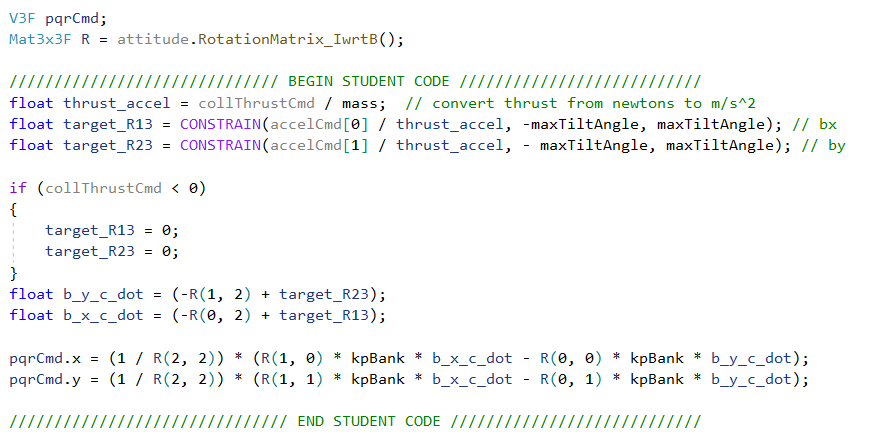 V3F pqrCmd;
Mat3x3F R = attitude.RotationMatrix_IwrtB();
////////////////////////////// BEGIN STUDENT CODE ///////////////////////////
float thrust_accel = collThrustCmd / mass;  // convert thrust from newtons to m/s^2
float target_R13 = CONSTRAIN(accelCmd[0] / thrust_accel, -maxTiltAngle, maxTiltAngle); // bx
float target_R23 = CONSTRAIN(accelCmd[1] / thrust_accel, - maxTiltAngle, maxTiltAngle); // by
if (collThrustCmd < 0)
{
    target_R13 = 0;
    target_R23 = 0;
}
float b_y_c_dot = (-R(1, 2) + target_R23);
float b_x_c_dot = (-R(0, 2) + target_R13);
pqrCmd.x = (1 / R(2, 2)) * (R(1, 0) * kpBank * b_x_c_dot - R(0, 0) * kpBank * b_y_c_dot);
pqrCmd.y = (1 / R(2, 2)) * (R(1, 1) * kpBank * b_x_c_dot - R(0, 1) * kpBank * b_y_c_dot);
/////////////////////////////// END STUDENT CODE ////////////////////////////